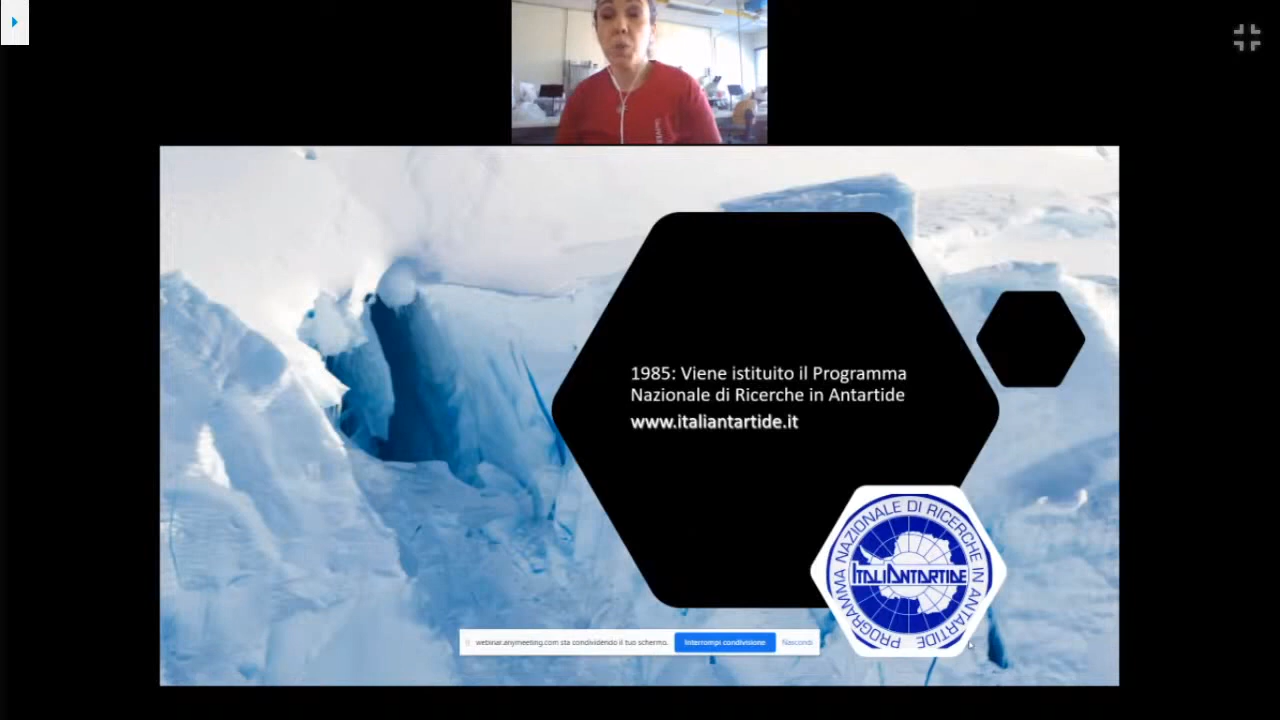 1985: Viene istituito il Programma
Nazionale di Ricerche in Antartide
www.italiantartide.it
PROGRAMMA NAZIONALE DI RICERCHE IN ANTARTIDE
ITALIANTARTIDE
webinar.anymeeting.com sta condividendo il tuo schermo.
Interrompi condivisione
Nascondi